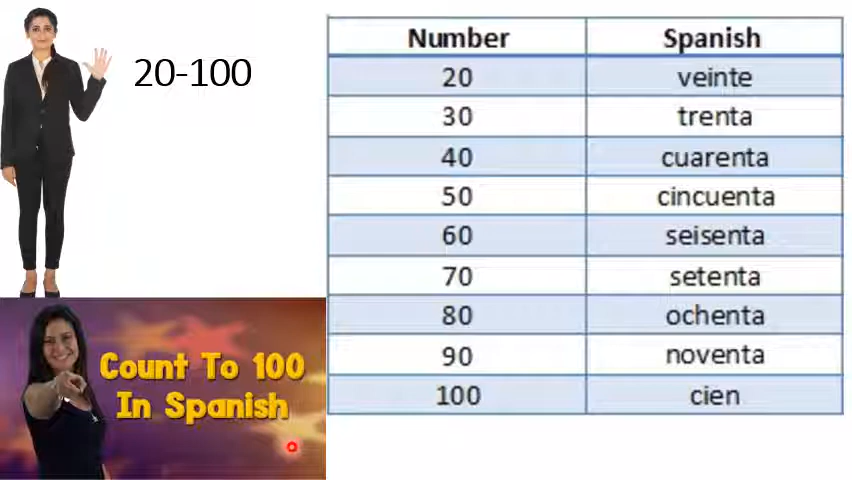 20-100
Number Spanish
20 veinte
30 trenta
40 cuarenta
50 cincuenta
60 seisenta
70 setenta
80 ochenta
90 noventa
100 cien
Count To 100
In Spanish